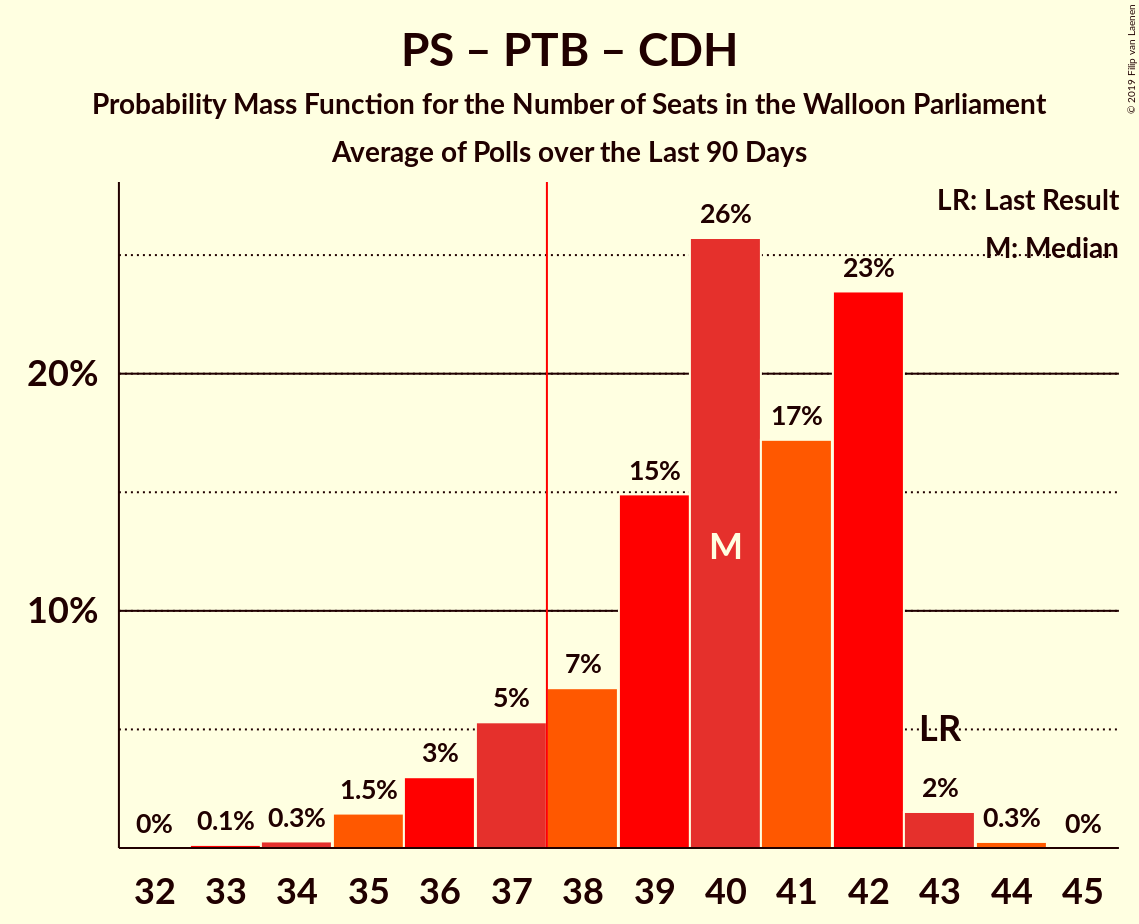 PS – PTB – CDH
Probability Mass Function for the Number of Seats in the Walloon Parliament
Average of Polls over the Last 90 Days
© 2019 Filip van Laenen
LR: Last Result
M: Median
26%
23%
20%
17%
15%
M
10%
7%
5%
LR
3%
2%
1.5%
0%
0.1%
0.3%
0.3%
0%
32 33 34 35 36 37 38 39 40 41 42 43 44 45